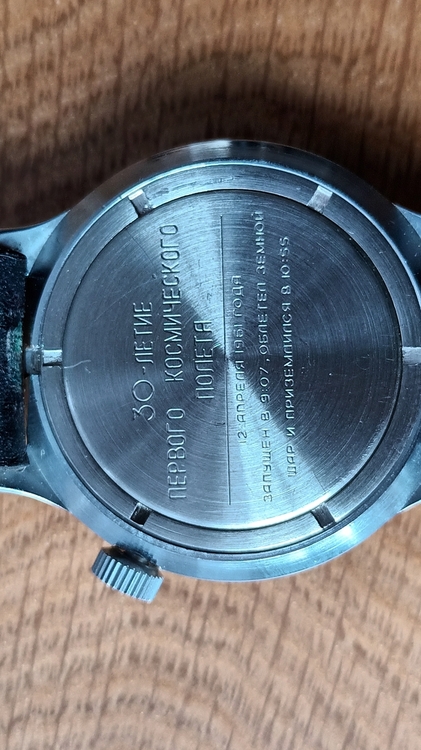 30-ЛЕТИЕ
ПЕРВОГО КОСМИЧЕСКОГО
ПОЛЕТА
12 АПРЕЛЯ 1961 ГОДА
ЗАПУЩЕН В 9:07, ОБЛЕТЕЛ ЗЕМНОЙ
ШАР И ПРИЗЕМЛИЛСЯ В 10:55